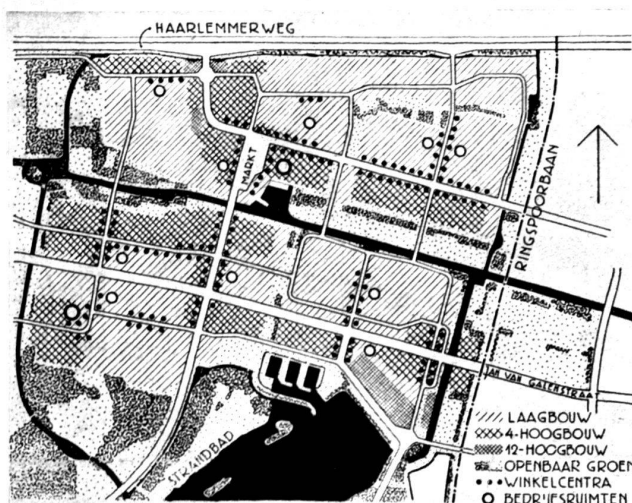 HAARLEMMERWEG
MARKT
RINGSPOORBAAN
JAN VAN GALENSTRAAT
STRANDBAD
LAAGBOUW
4-HOOGBOUW
12-HOOGBOUW
OPENBAAR GROEN
WINKELCENTRA
BEDRIJFSRUIMTEN